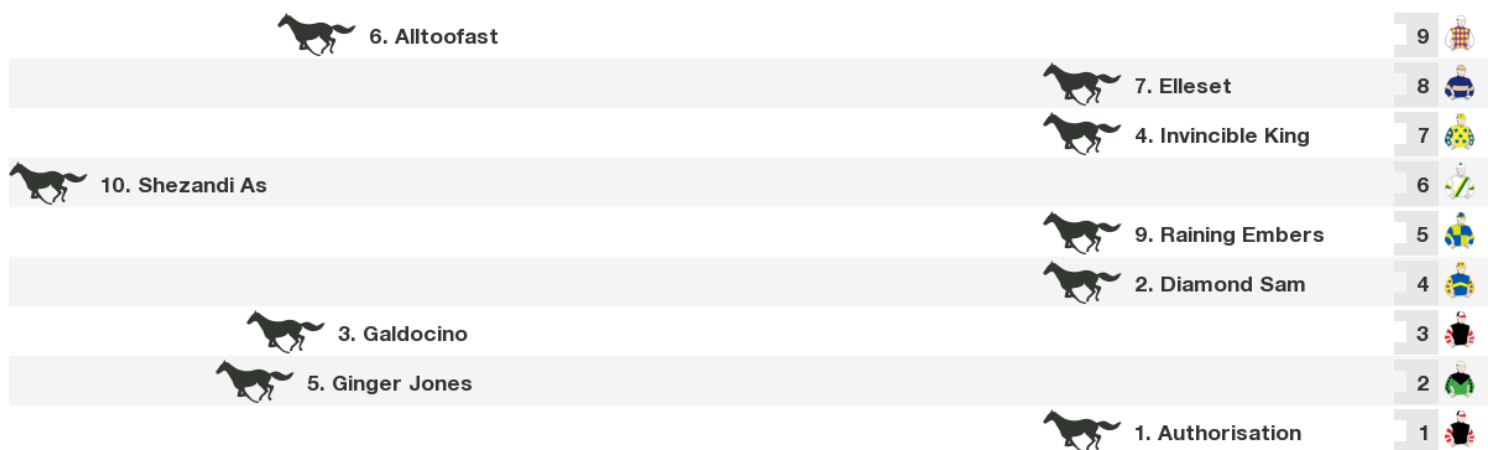 6. Alltoofast 9
7. Elleset 8
4. Invincible King 7
10. Shezandi As 6
9. Raining Embers 5
2. Diamond Sam 4
3. Galdocino 3
5. Ginger Jones 2
1. Authorisation 1